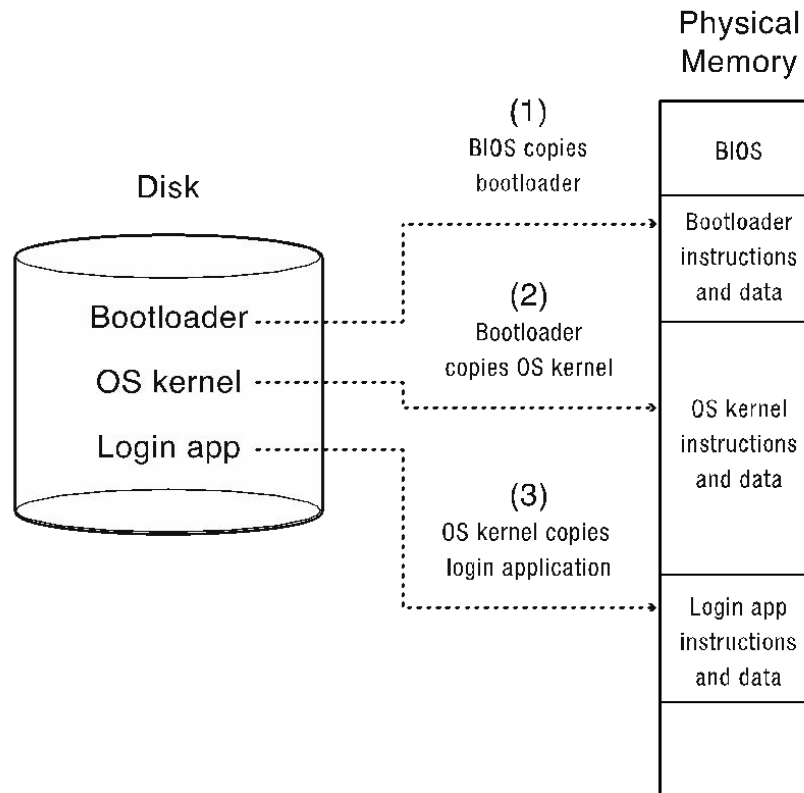 Physical
Memory
(1)
BIOS copies
bootloader
BIOS
Disk
Bootloader
instructions
and data
Bootloader
(2)
Bootloader
copies OS kernel
OS kernel
OS kernel
instructions
and data
Login app
(3)
OS kernel copies
login application
Login app
instructions
and data